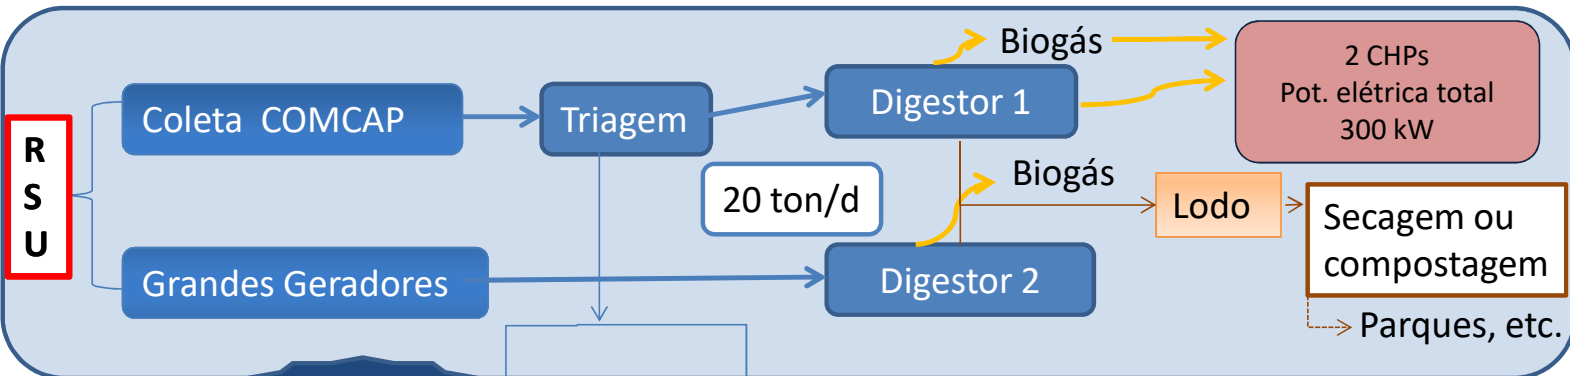 R
S
U
Coleta  COMCAP
Triagem
Digestor 1
Biogás
2 CHPs
Pot. elétrica total
300 kW
20 ton/d
Biogás
Lodo
Secagem ou
compostagem
Grandes Geradores
Digestor 2
Parques, etc.